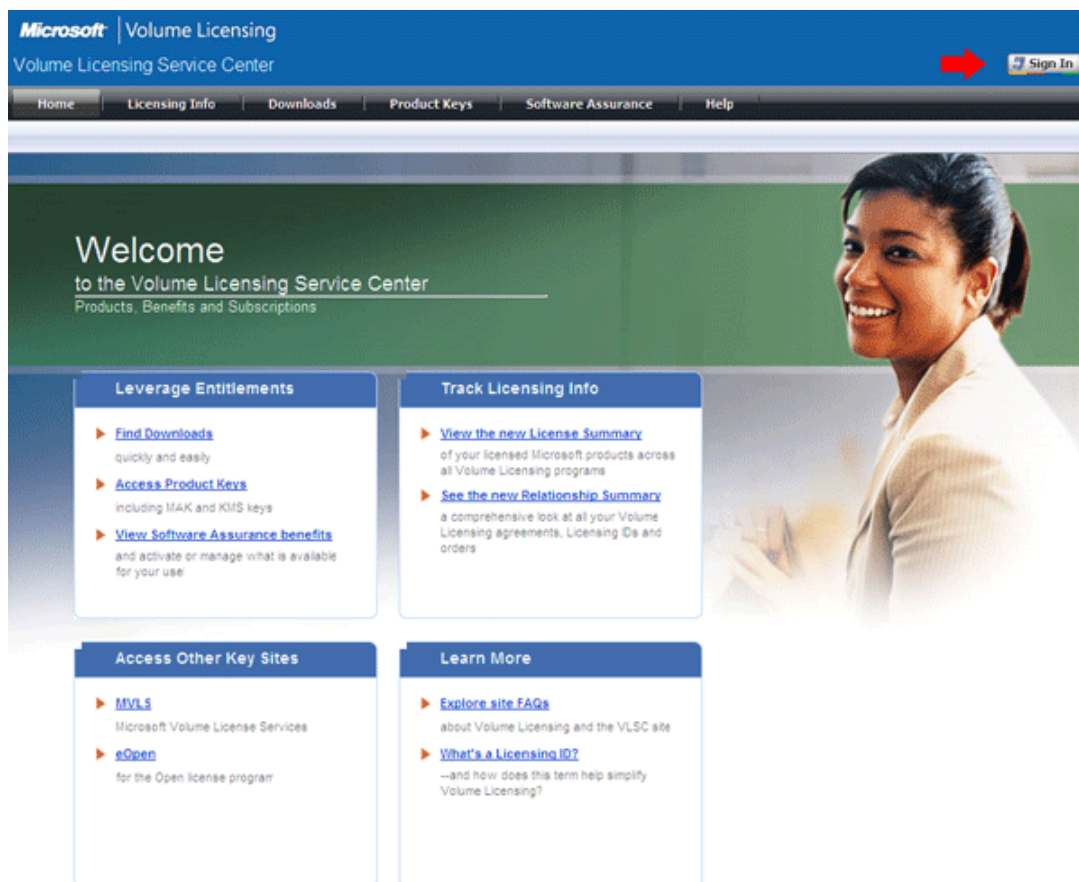 Microsoft Volume Licensing
Volume Licensing Service Center
Sign In
Home Licensing Info Downloads Product Keys Software Assurance Help
Welcome
to the Volume Licensing Service Center
Products, Benefits and Subscriptions
Leverage Entitlements
Find Downloads
quickly and easily
Access Product Keys
including MAK and KMS keys
View Software Assurance benefits
and activate or manage what is available
for your use
Track Licensing Info
View the new License Summary
of your licensed Microsoft products across
all Volume Licensing programs
See the new Relationship Summary
a comprehensive look at all your Volume
Licensing agreements, Licensing IDs and
orders
Access Other Key Sites
MVLS
Microsoft Volume License Services
eOpen
for the Open license program
Learn More
Explore site FAQs
about Volume Licensing and the VLSC site
What's a Licensing ID?
--and how does this term help simplify
Volume Licensing?